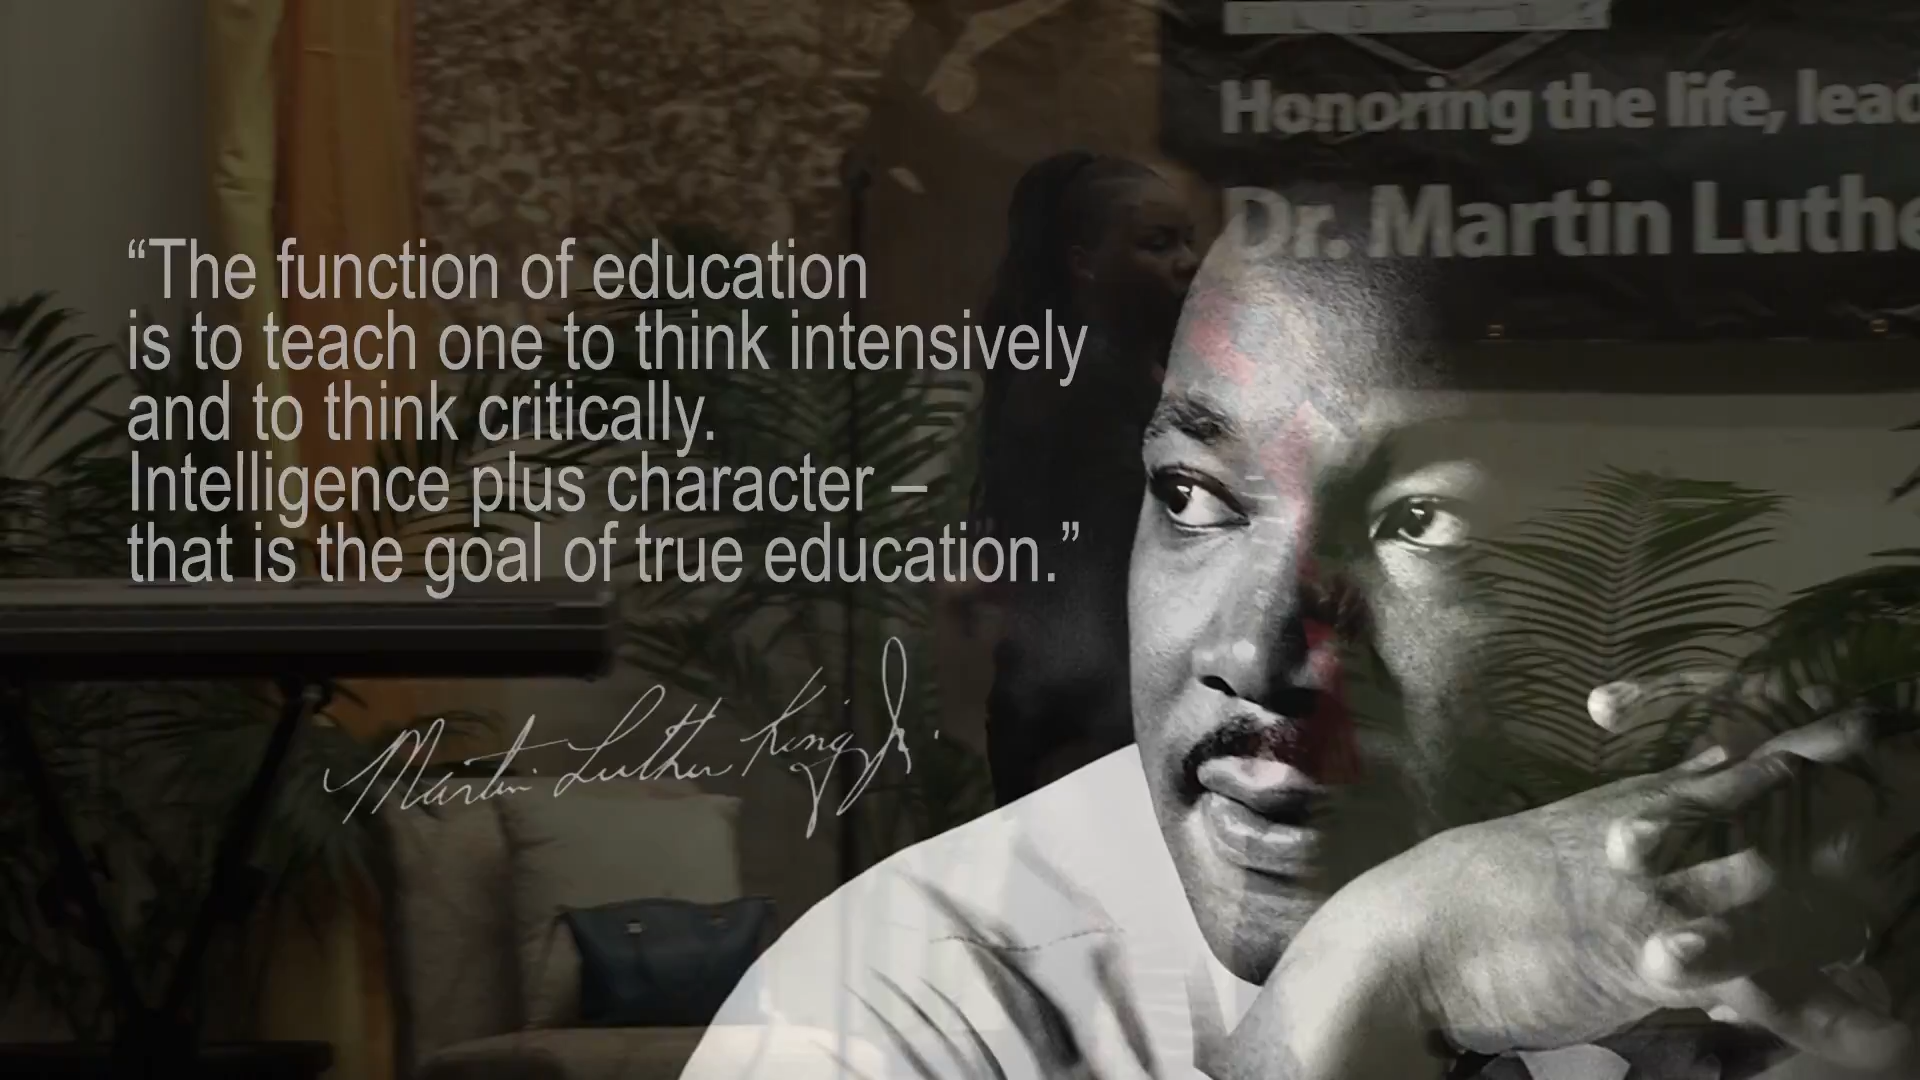 Honoring the life, lead
Dr. Martin Luthe
“The function of education
is to teach one to think intensively
and to think critically.
Intelligence plus character –
that is the goal of true education.”
Martin Luther King Jr.